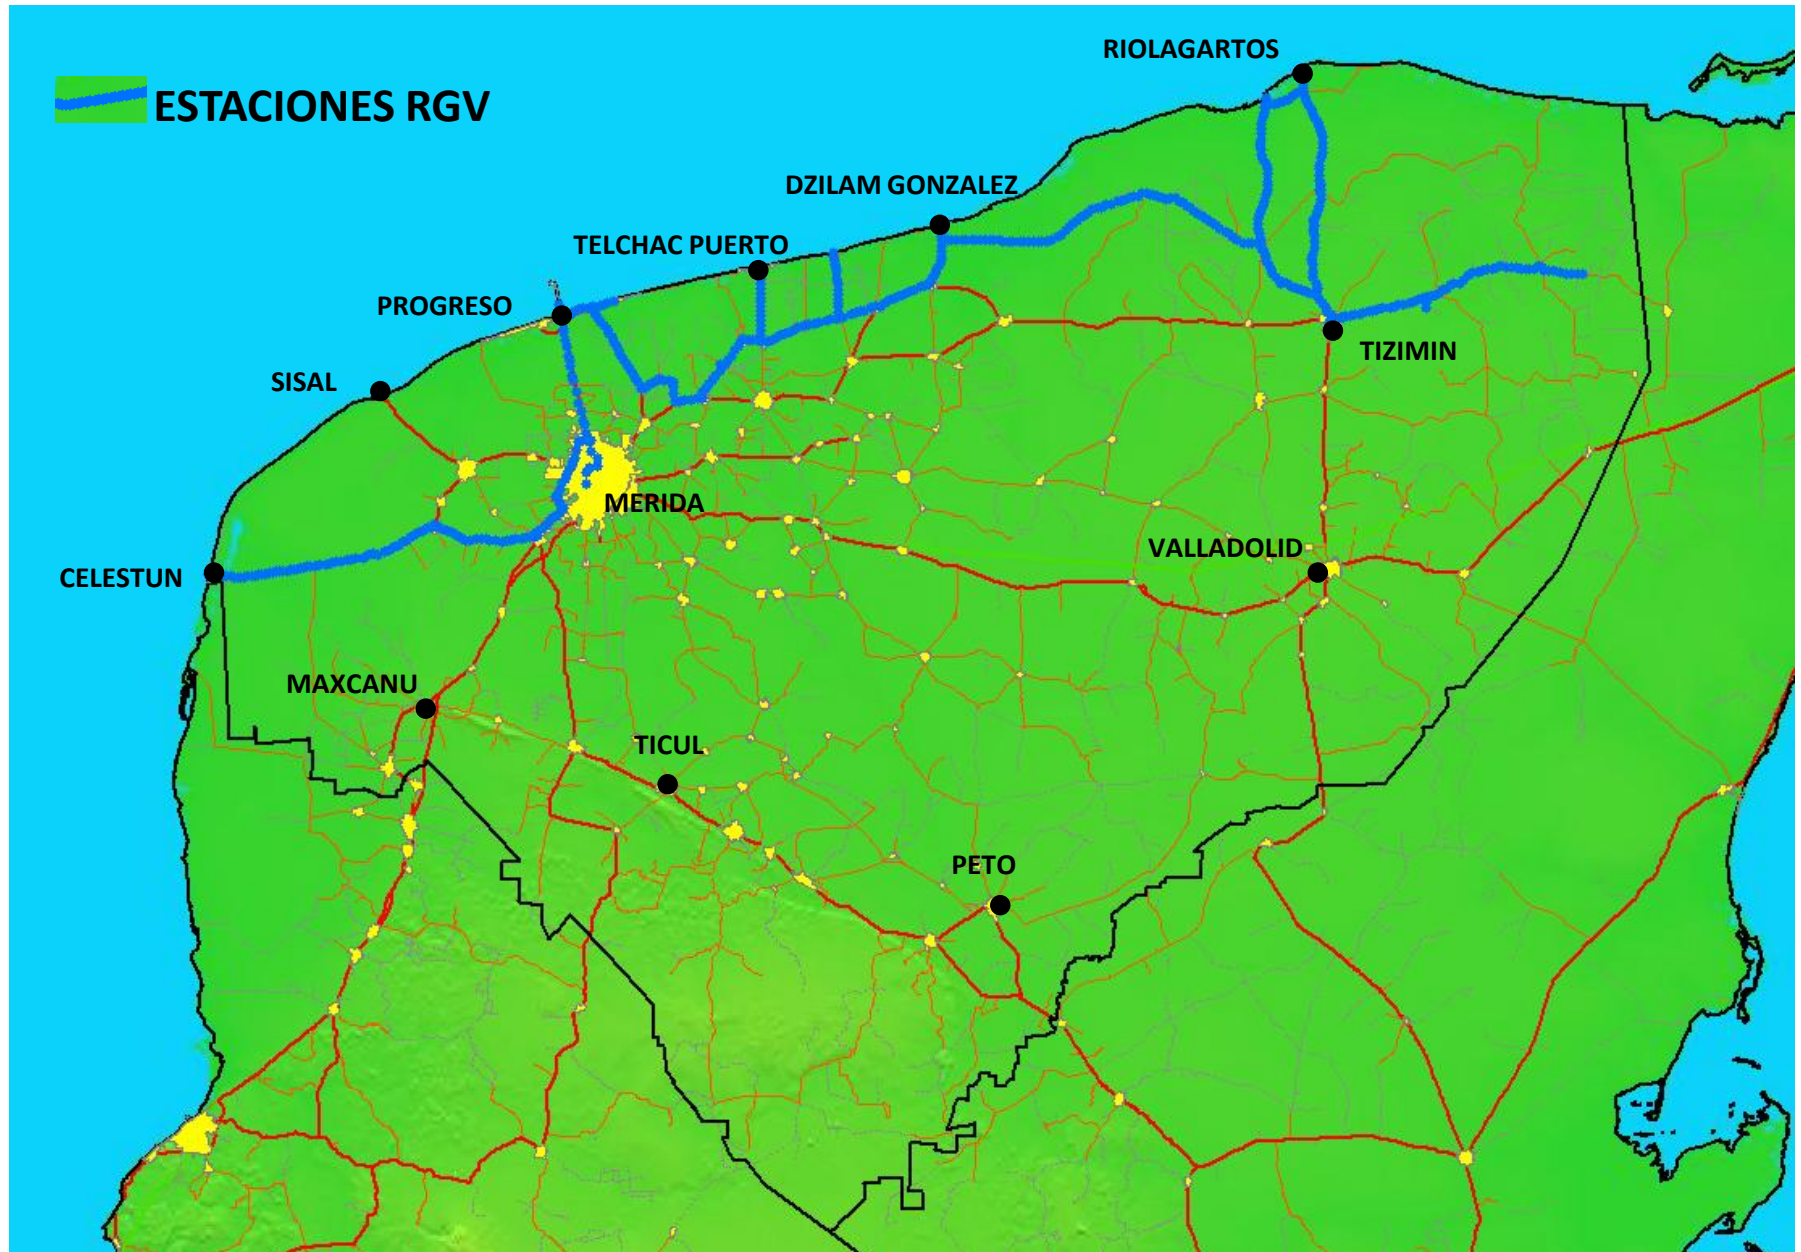 RIOLAGARTOS
ESTACIONES RGV
DZILAM GONZALEZ
TELCHAC PUERTO
PROGRESO
TIZIMIN
SISAL
MERIDA
VALLADOLID
CELESTUN
MAXCANU
TICUL
PETO